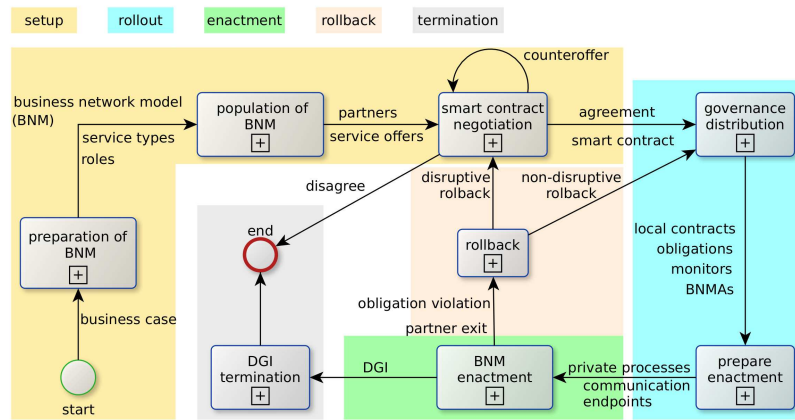 setup
rollout
enactment
rollback
termination
counteroffer
business network model
(BNM)
service types
roles
population of
BNM
partners
service offers
smart contract
negotiation
agreement
smart contract
governance
distribution
disagree
disruptive
rolback
non-disruptive
rolback
end
preparation of
BNM
rollback
local contracts
obligations
monitors
BNMAs
business case
obligation violation
partner exit
start
DGI
termination
DGI
BNM
enactment
private processes
communication
endpoints
prepare
enactment